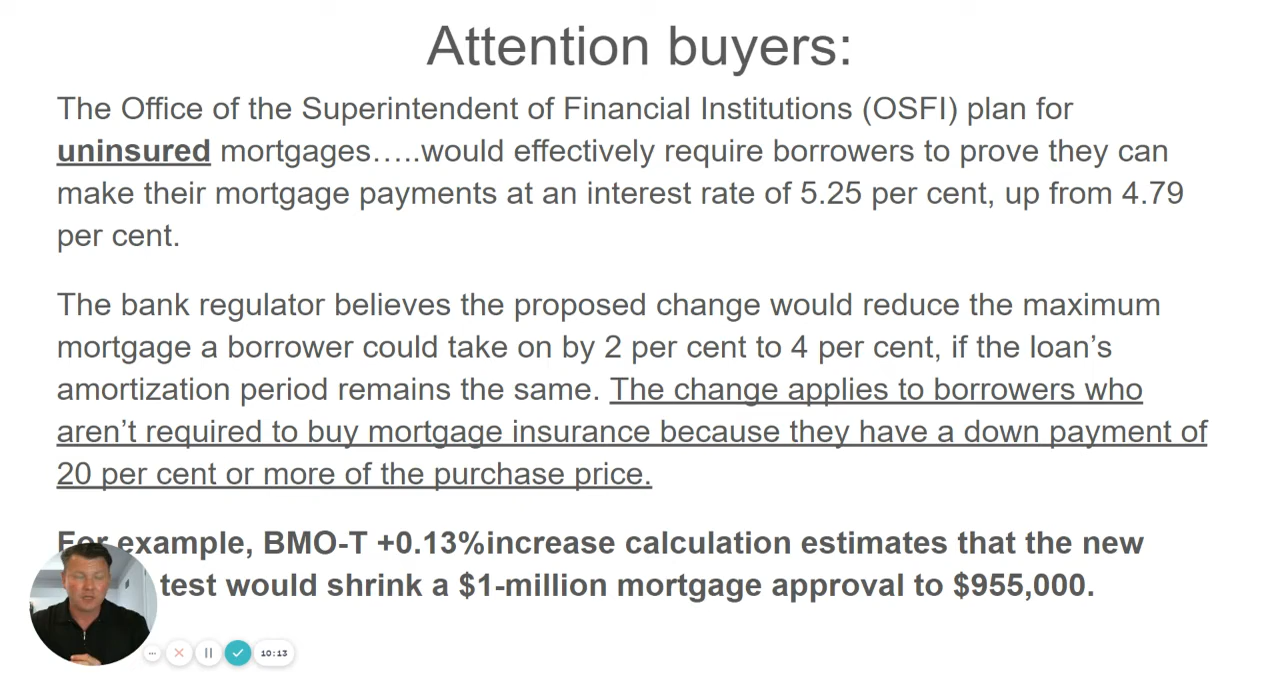 Attention buyers:
The Office of the Superintendent of Financial Institutions (OSFI) plan for
uninsured mortgages…..would effectively require borrowers to prove they can
make their mortgage payments at an interest rate of 5.25 per cent, up from 4.79
per cent.
The bank regulator believes the proposed change would reduce the maximum
mortgage a borrower could take on by 2 per cent to 4 per cent, if the loan’s
amortization period remains the same. The change applies to borrowers who
aren’t required to buy mortgage insurance because they have a down payment of
20 per cent or more of the purchase price.
For example, BMO-T +0.13%increase calculation estimates that the new
test would shrink a $1-million mortgage approval to $955,000.
10:13